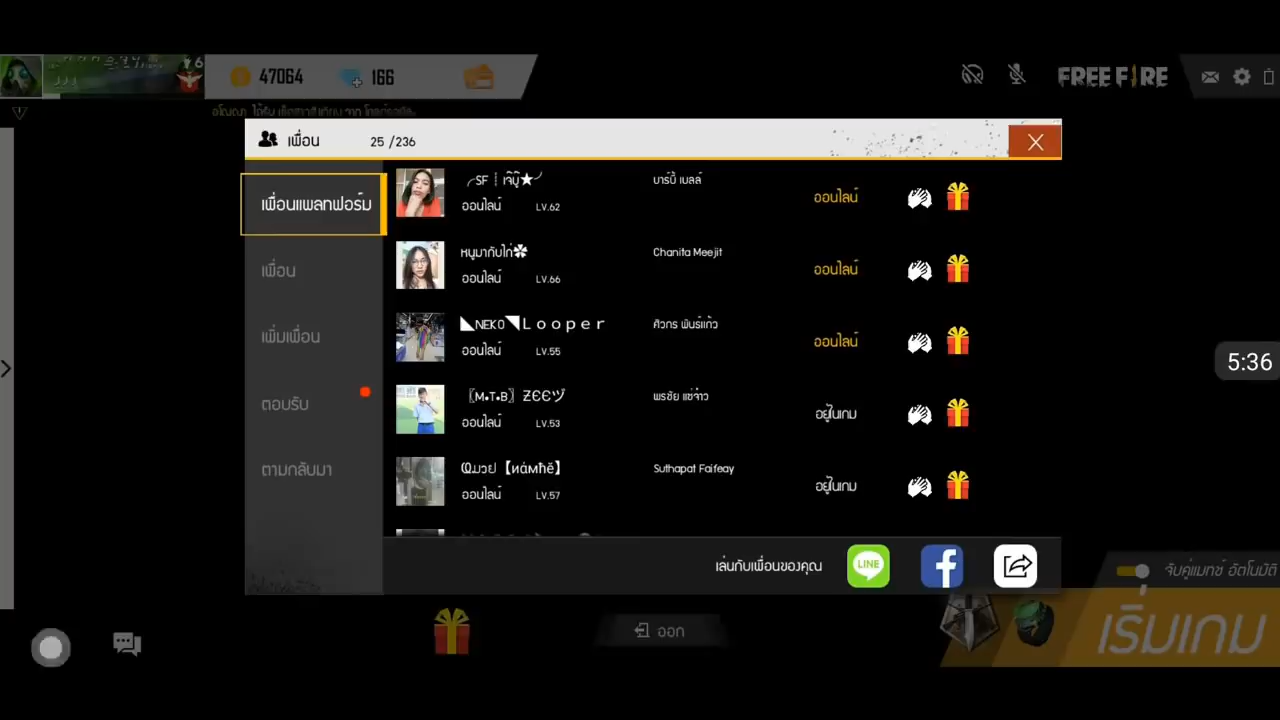 47064
166
FREE FIRE
เพื่อน 25 /236
เพื่อนแพลทฟอร์ม
เพื่อน
เพิ่มเพื่อน
ตอบรับ
ตามกลับมา
╭SF┊เจ๊บู๊★╯ บาร์บี้ เบลล์
ออนไลน์ LV.62 ออนไลน์
หนูมากับไก่✤ Chanita Meejit
ออนไลน์ LV.66 ออนไลน์
◣NEKO◥Ｌｏｏｐｅｒ ศิวกร พันธ์แก้ว
ออนไลน์ LV.55 ออนไลน์
〖M•T•B〗ƵЄЄヅ พรชัย แซ่จ๋าว
ออนไลน์ LV.53 อยู่ในเกม
【иάмħĕ】 Suthapat Faifeay
ออนไลน์ LV.57 อยู่ในเกม
5:36
เล่นกับเพื่อนของคุณ
LINE
จับคู่แมทช์ อัตโนมัติ
ออก
เริ่มเกม